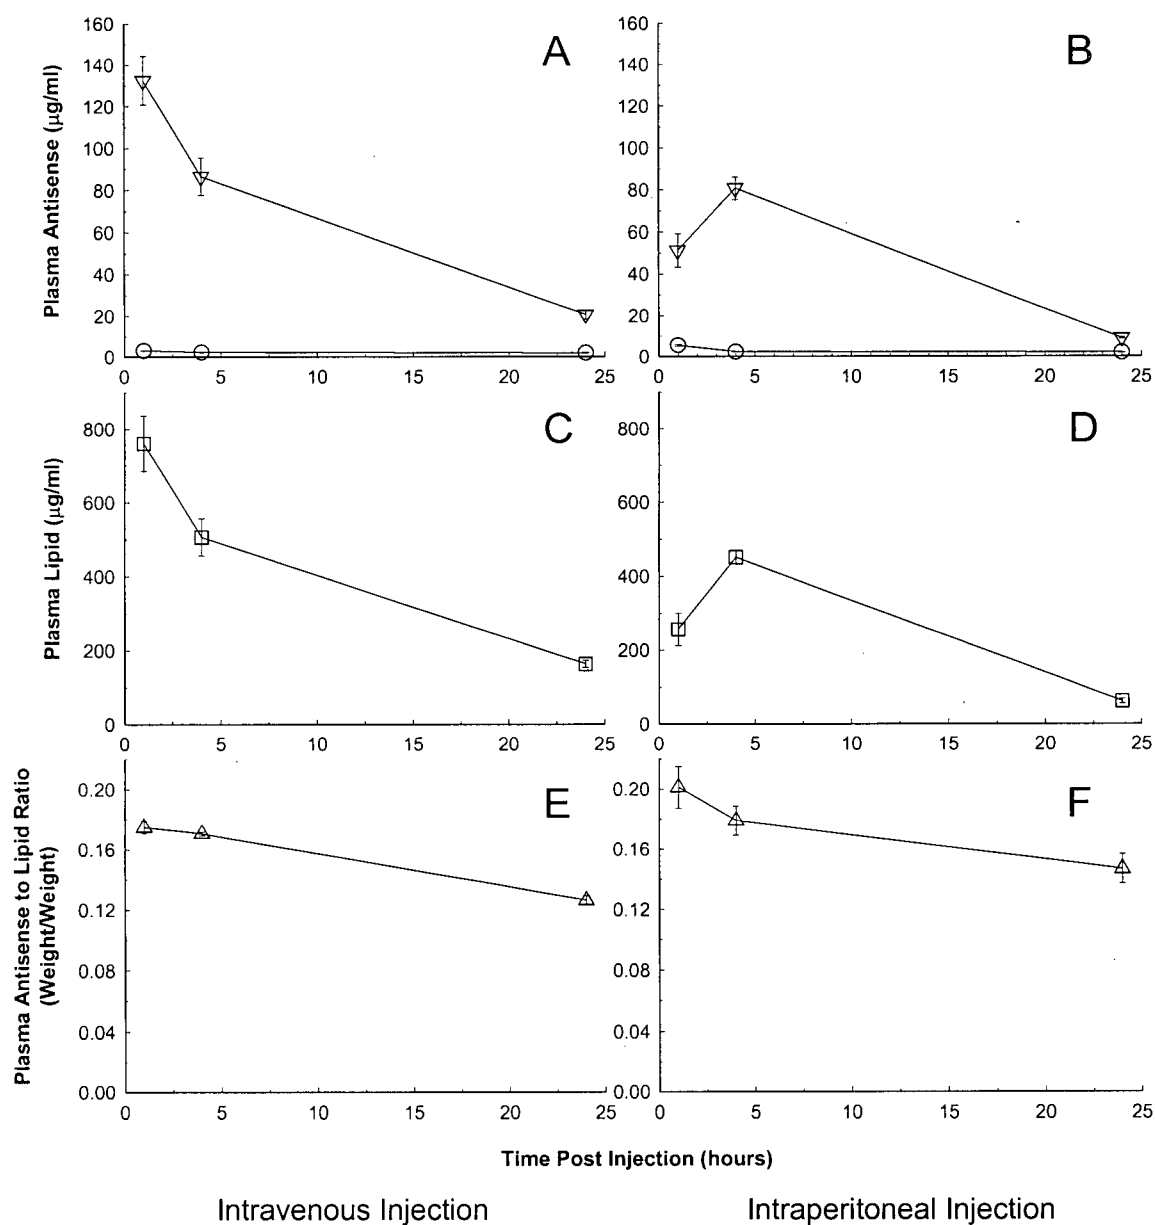 160
140
120
100
80
60
40
20
0
0 5 10 15 20 25
A
160
140
120
100
80
60
40
20
0
0 5 10 15 20 25
B
Plasma Antisense (µg/ml)
800
600
400
200
0
0 5 10 15 20 25
C
800
600
400
200
0
0 5 10 15 20 25
D
Plasma Lipid (µg/ml)
0.20
0.16
0.12
0.08
0.04
0.00
0 5 10 15 20 25
E
0.20
0.16
0.12
0.08
0.04
0.00
0 5 10 15 20 25
F
Plasma Antisense to Lipid Ratio
(Weight/Weight)
Time Post Injection (hours)
Intravenous Injection
Intraperitoneal Injection